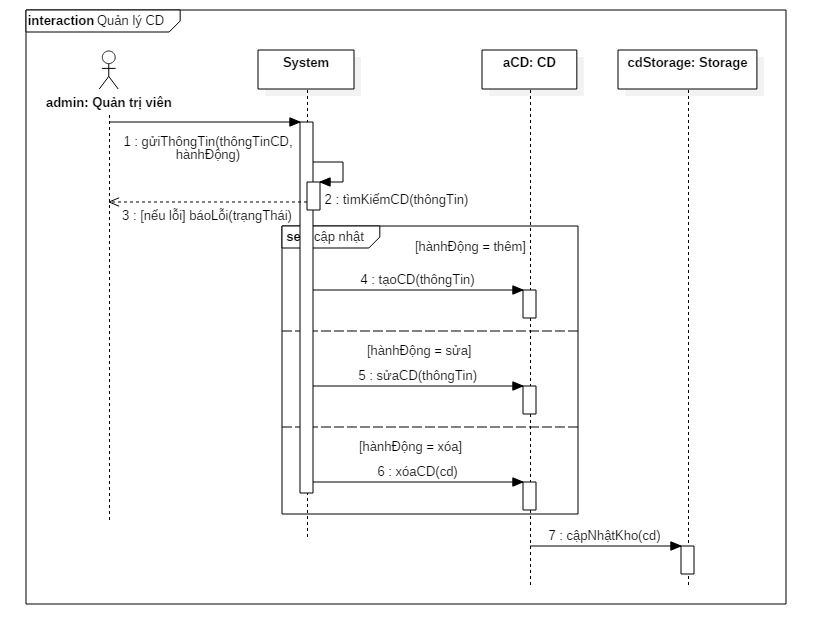 interaction Quản lý CD
System
aCD: CD
cdStorage: Storage
admin: Quản trị viên
1 : gửiThôngTin(thôngTinCD,
hànhĐộng)
2 : tìmKiếmCD(thôngTin)
3 : [nếu lỗi] báoLỗi(trạngThái)
se cập nhật
[hànhĐộng = thêm]
4 : tạoCD(thôngTin)
[hànhĐộng = sửa]
5 : sửaCD(thôngTin)
[hànhĐộng = xóa]
6 : xóaCD(cd)
7 : cậpNhậtKho(cd)